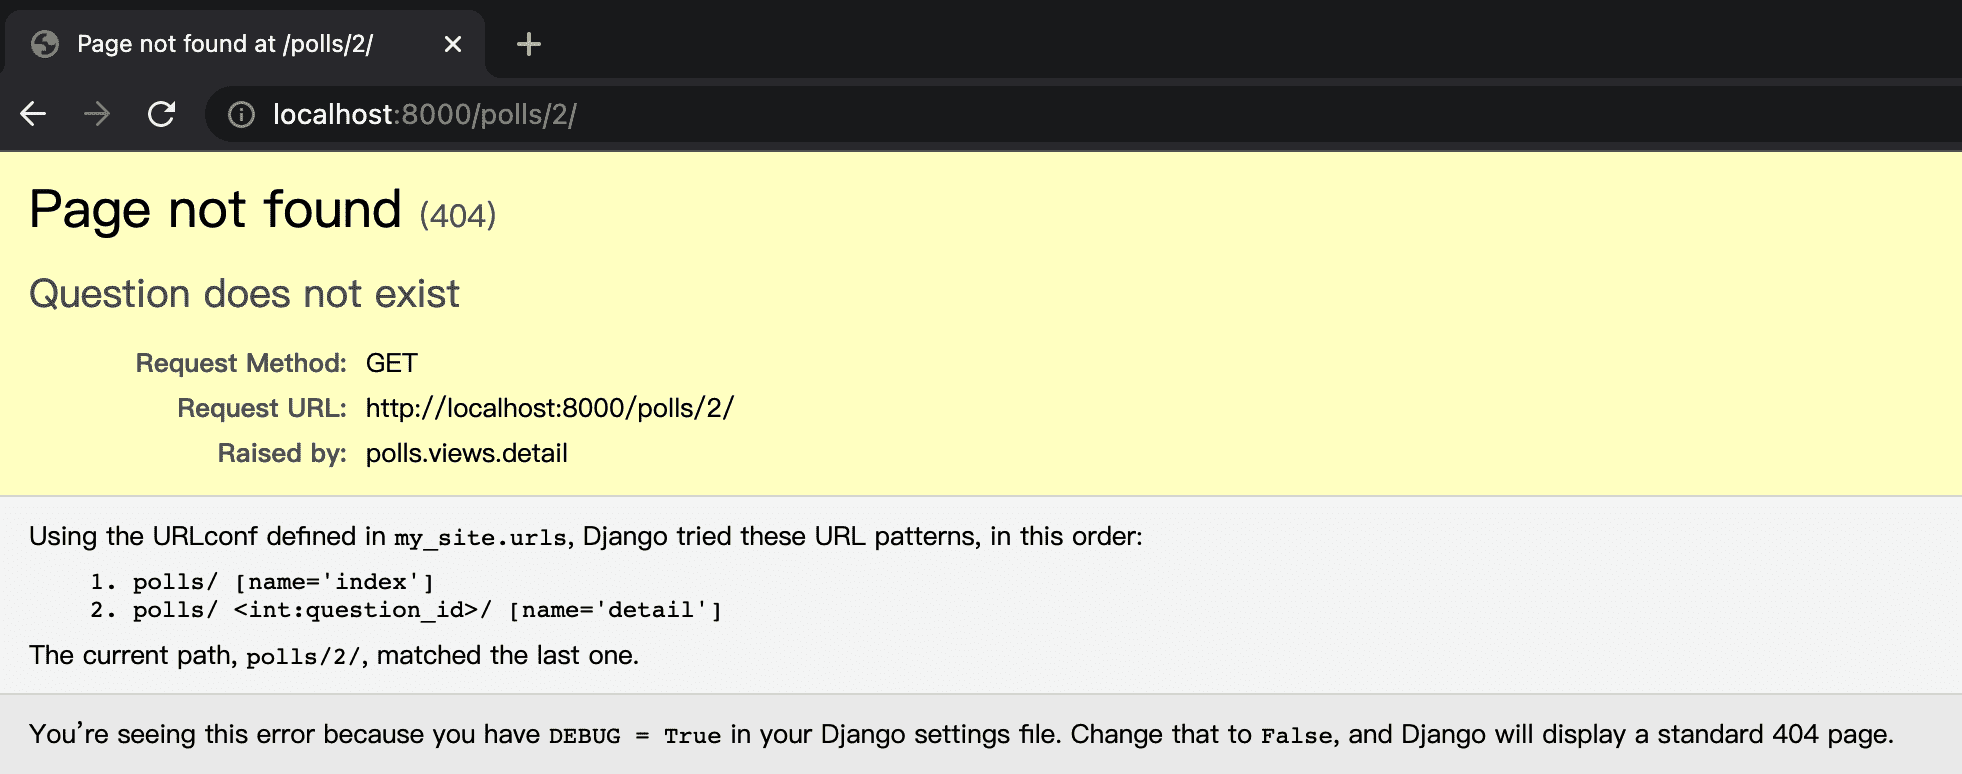 Page not found at /polls/2/
localhost:8000/polls/2/
Page not found (404)
Question does not exist
Request Method: GET
Request URL: http://localhost:8000/polls/2/
Raised by: polls.views.detail
Using the URLconf defined in my_site.urls, Django tried these URL patterns, in this order:
1. polls/ [name='index']
2. polls/ <int:question_id>/ [name='detail']
The current path, polls/2/, matched the last one.
You’re seeing this error because you have DEBUG = True in your Django settings file. Change that to False, and Django will display a standard 404 page.